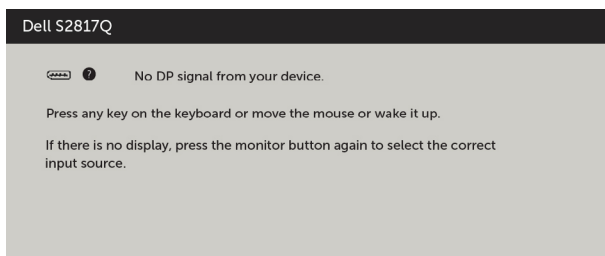 Dell S2817Q
No DP signal from your device.
Press any key on the keyboard or move the mouse or wake it up.
If there is no display, press the monitor button again to select the correct
input source.